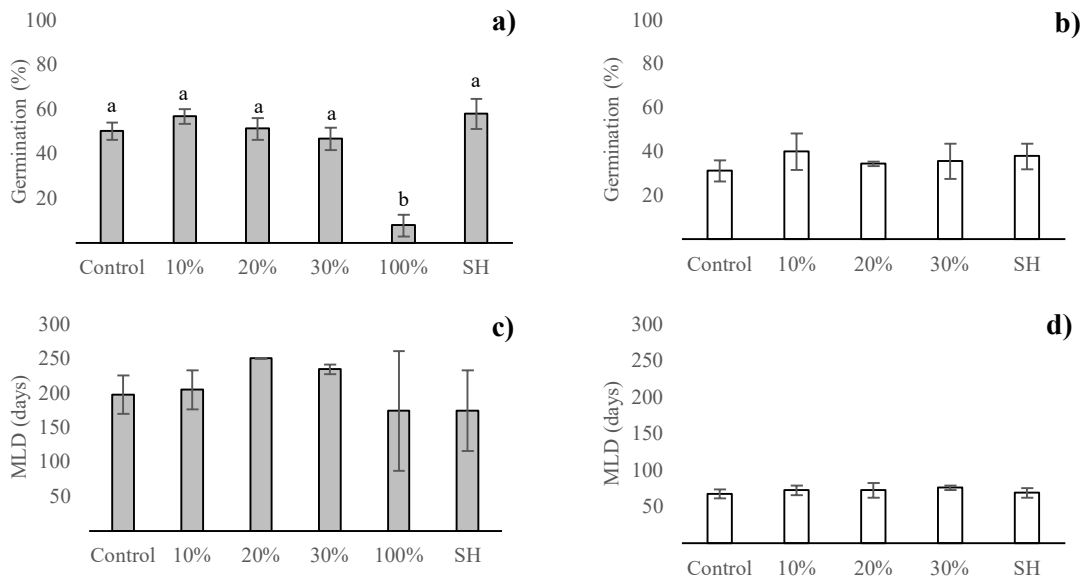 a)
Germination (%)
100
80
60
40
20
a
a
a
a
b
a
Control 10% 20% 30% 100% SH
b)
Germination (%)
100
80
60
40
20
Control 10% 20% 30% SH
c)
MLD (days)
300
250
200
150
100
50
Control 10% 20% 30% 100% SH
d)
MLD (days)
300
250
200
150
100
50
Control 10% 20% 30% SH